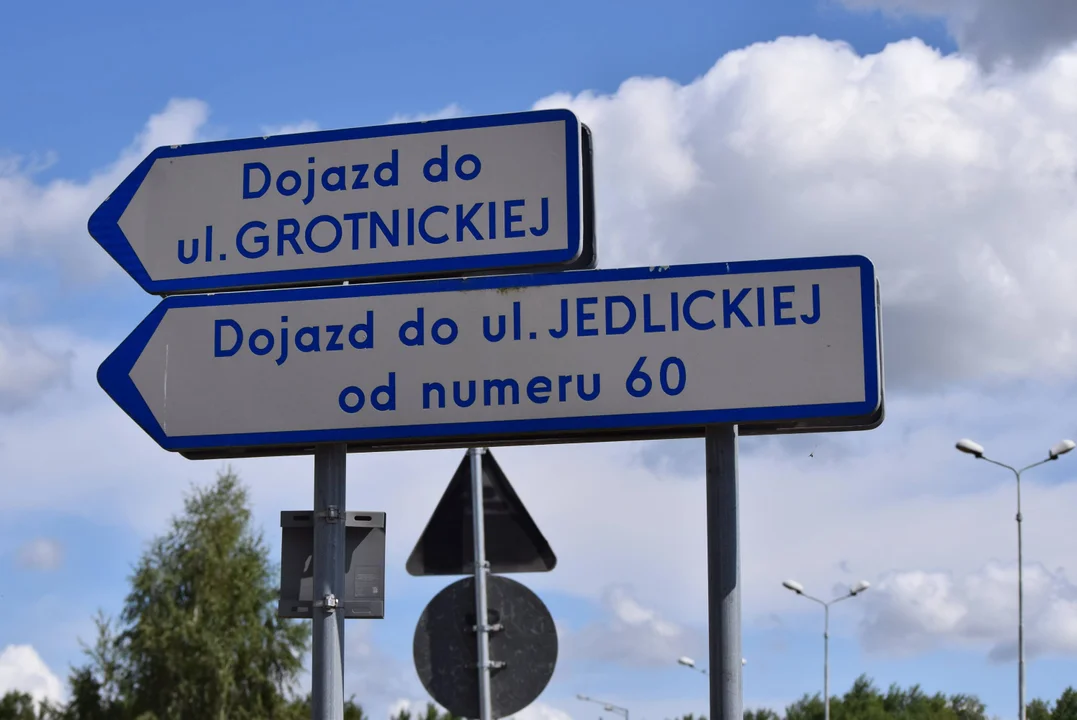 Dojazd do
ul. GROTNICKIEJ
Dojazd do ul. JEDLICKIEJ
od numeru 60